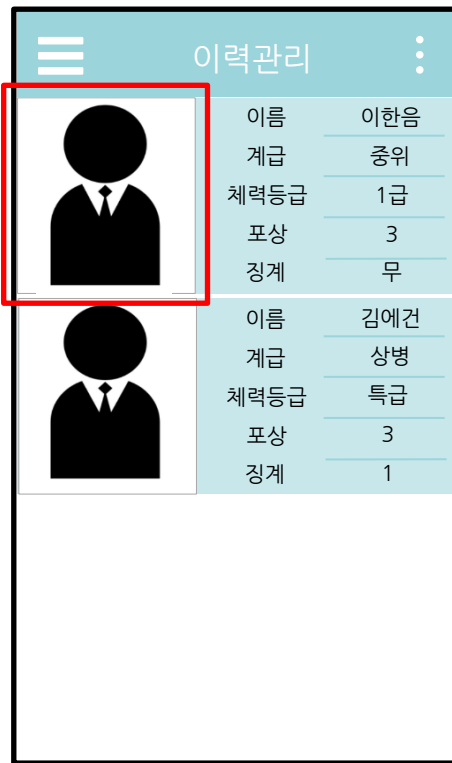 이력관리
이름 이한음
계급 중위
체력등급 1급
포상 3
징계 무
이름 김에건
계급 상병
체력등급 특급
포상 3
징계 1